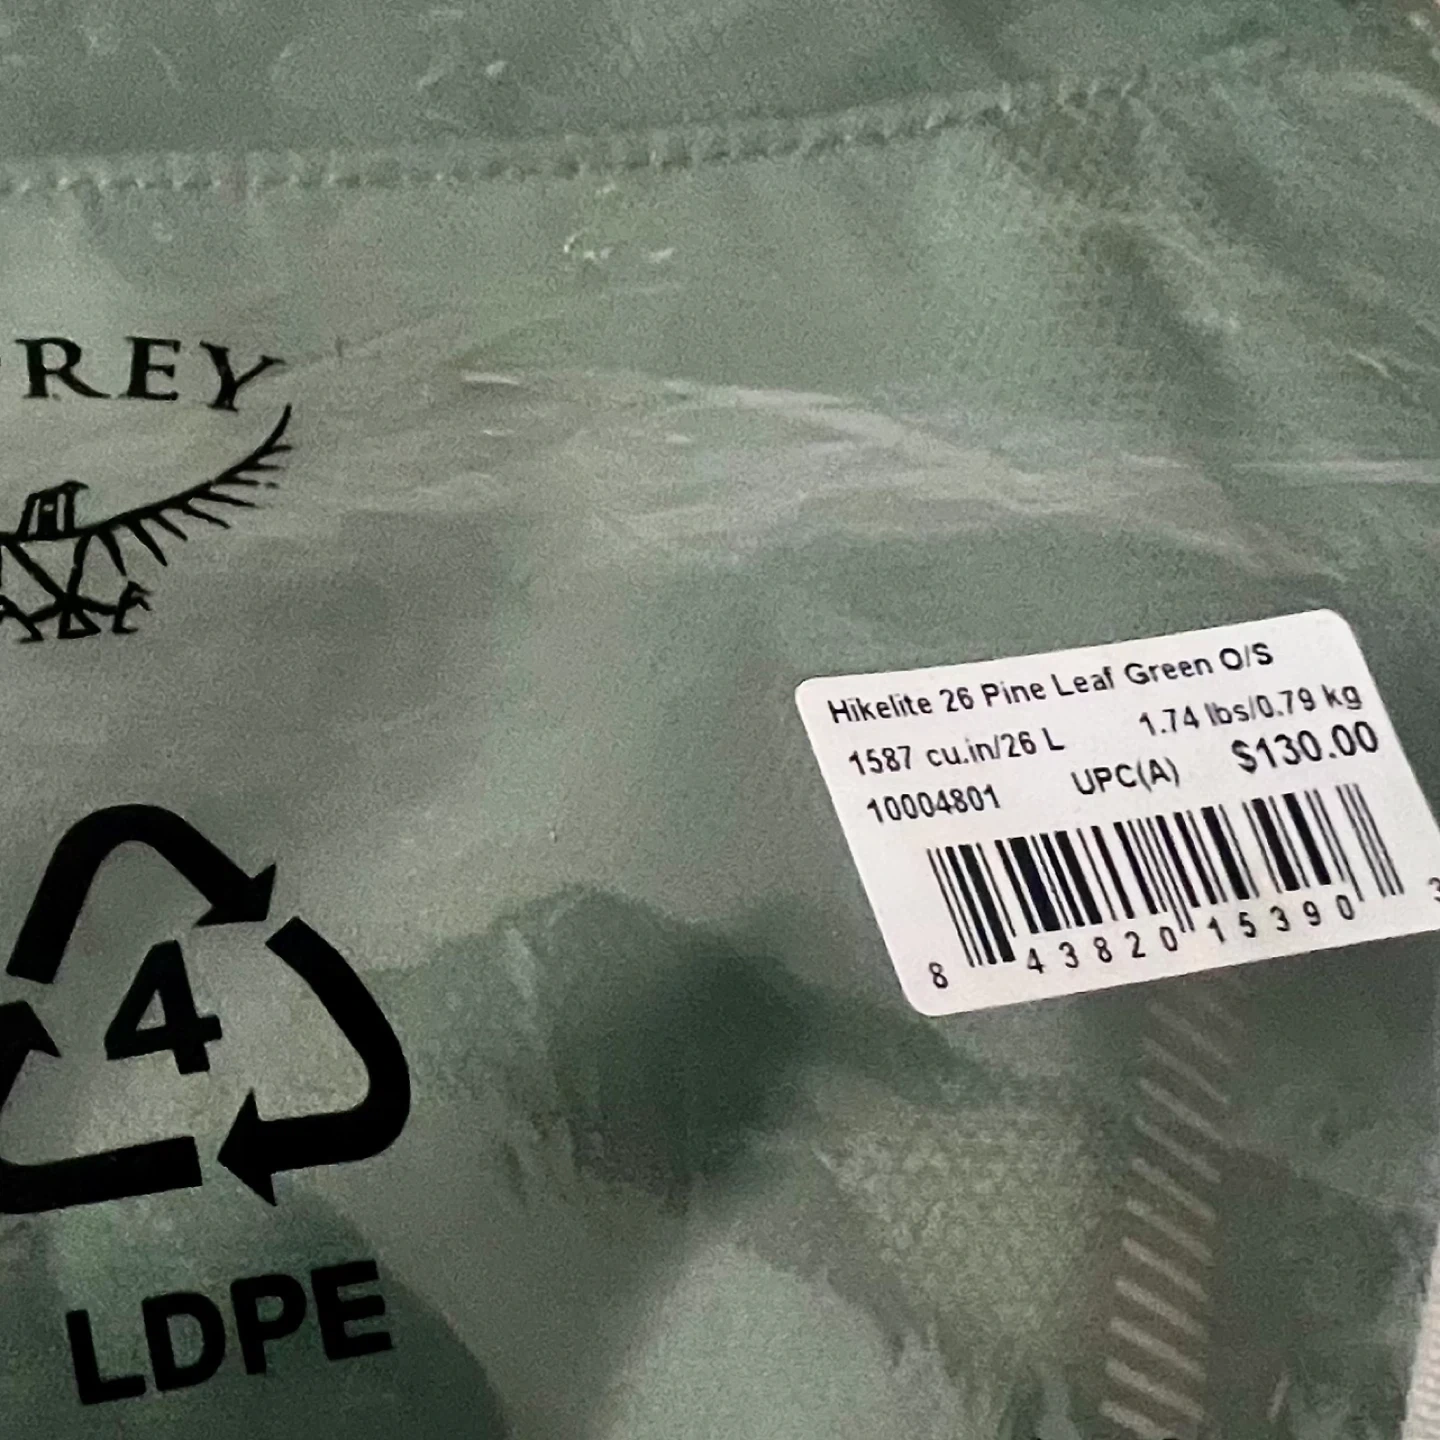 REY
Hikelite 26 Pine Leaf Green O/S
1587 cu.in/26 L 1.74 lbs/0.79 kg
10004801 UPC(A) $130.00
8 43820 15390 3
4
LDPE